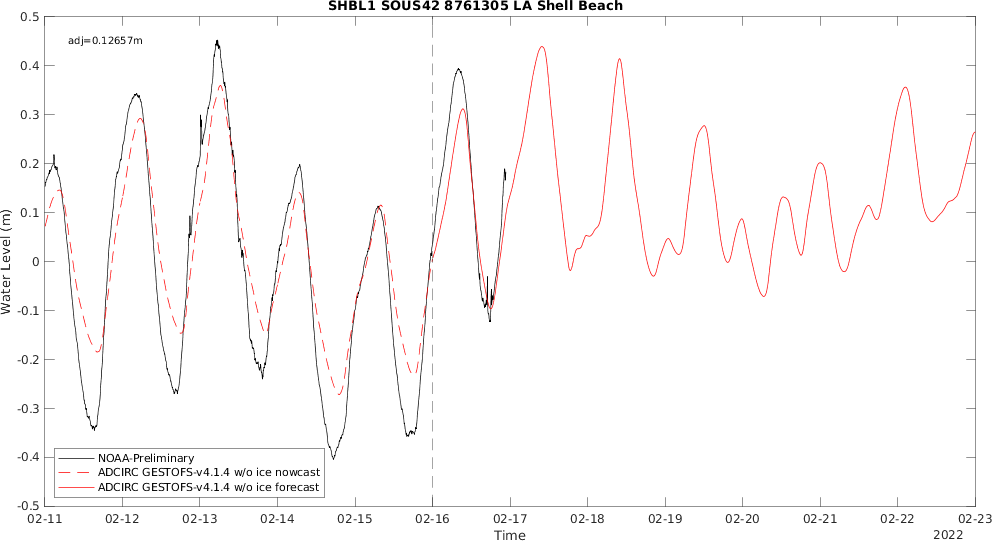 SHBL1 SOUS42 8761305 LA Shell Beach
adj=0.12657m
0.5
0.4
0.3
0.2
0.1
0
-0.1
-0.2
-0.3
-0.4
-0.5
Water Level (m)
NOAA-Preliminary
ADCIRC GESTOFS-v4.1.4 w/o ice nowcast
ADCIRC GESTOFS-v4.1.4 w/o ice forecast
02-11 02-12 02-13 02-14 02-15 02-16 02-17 02-18 02-19 02-20 02-21 02-22 02-23
Time
2022